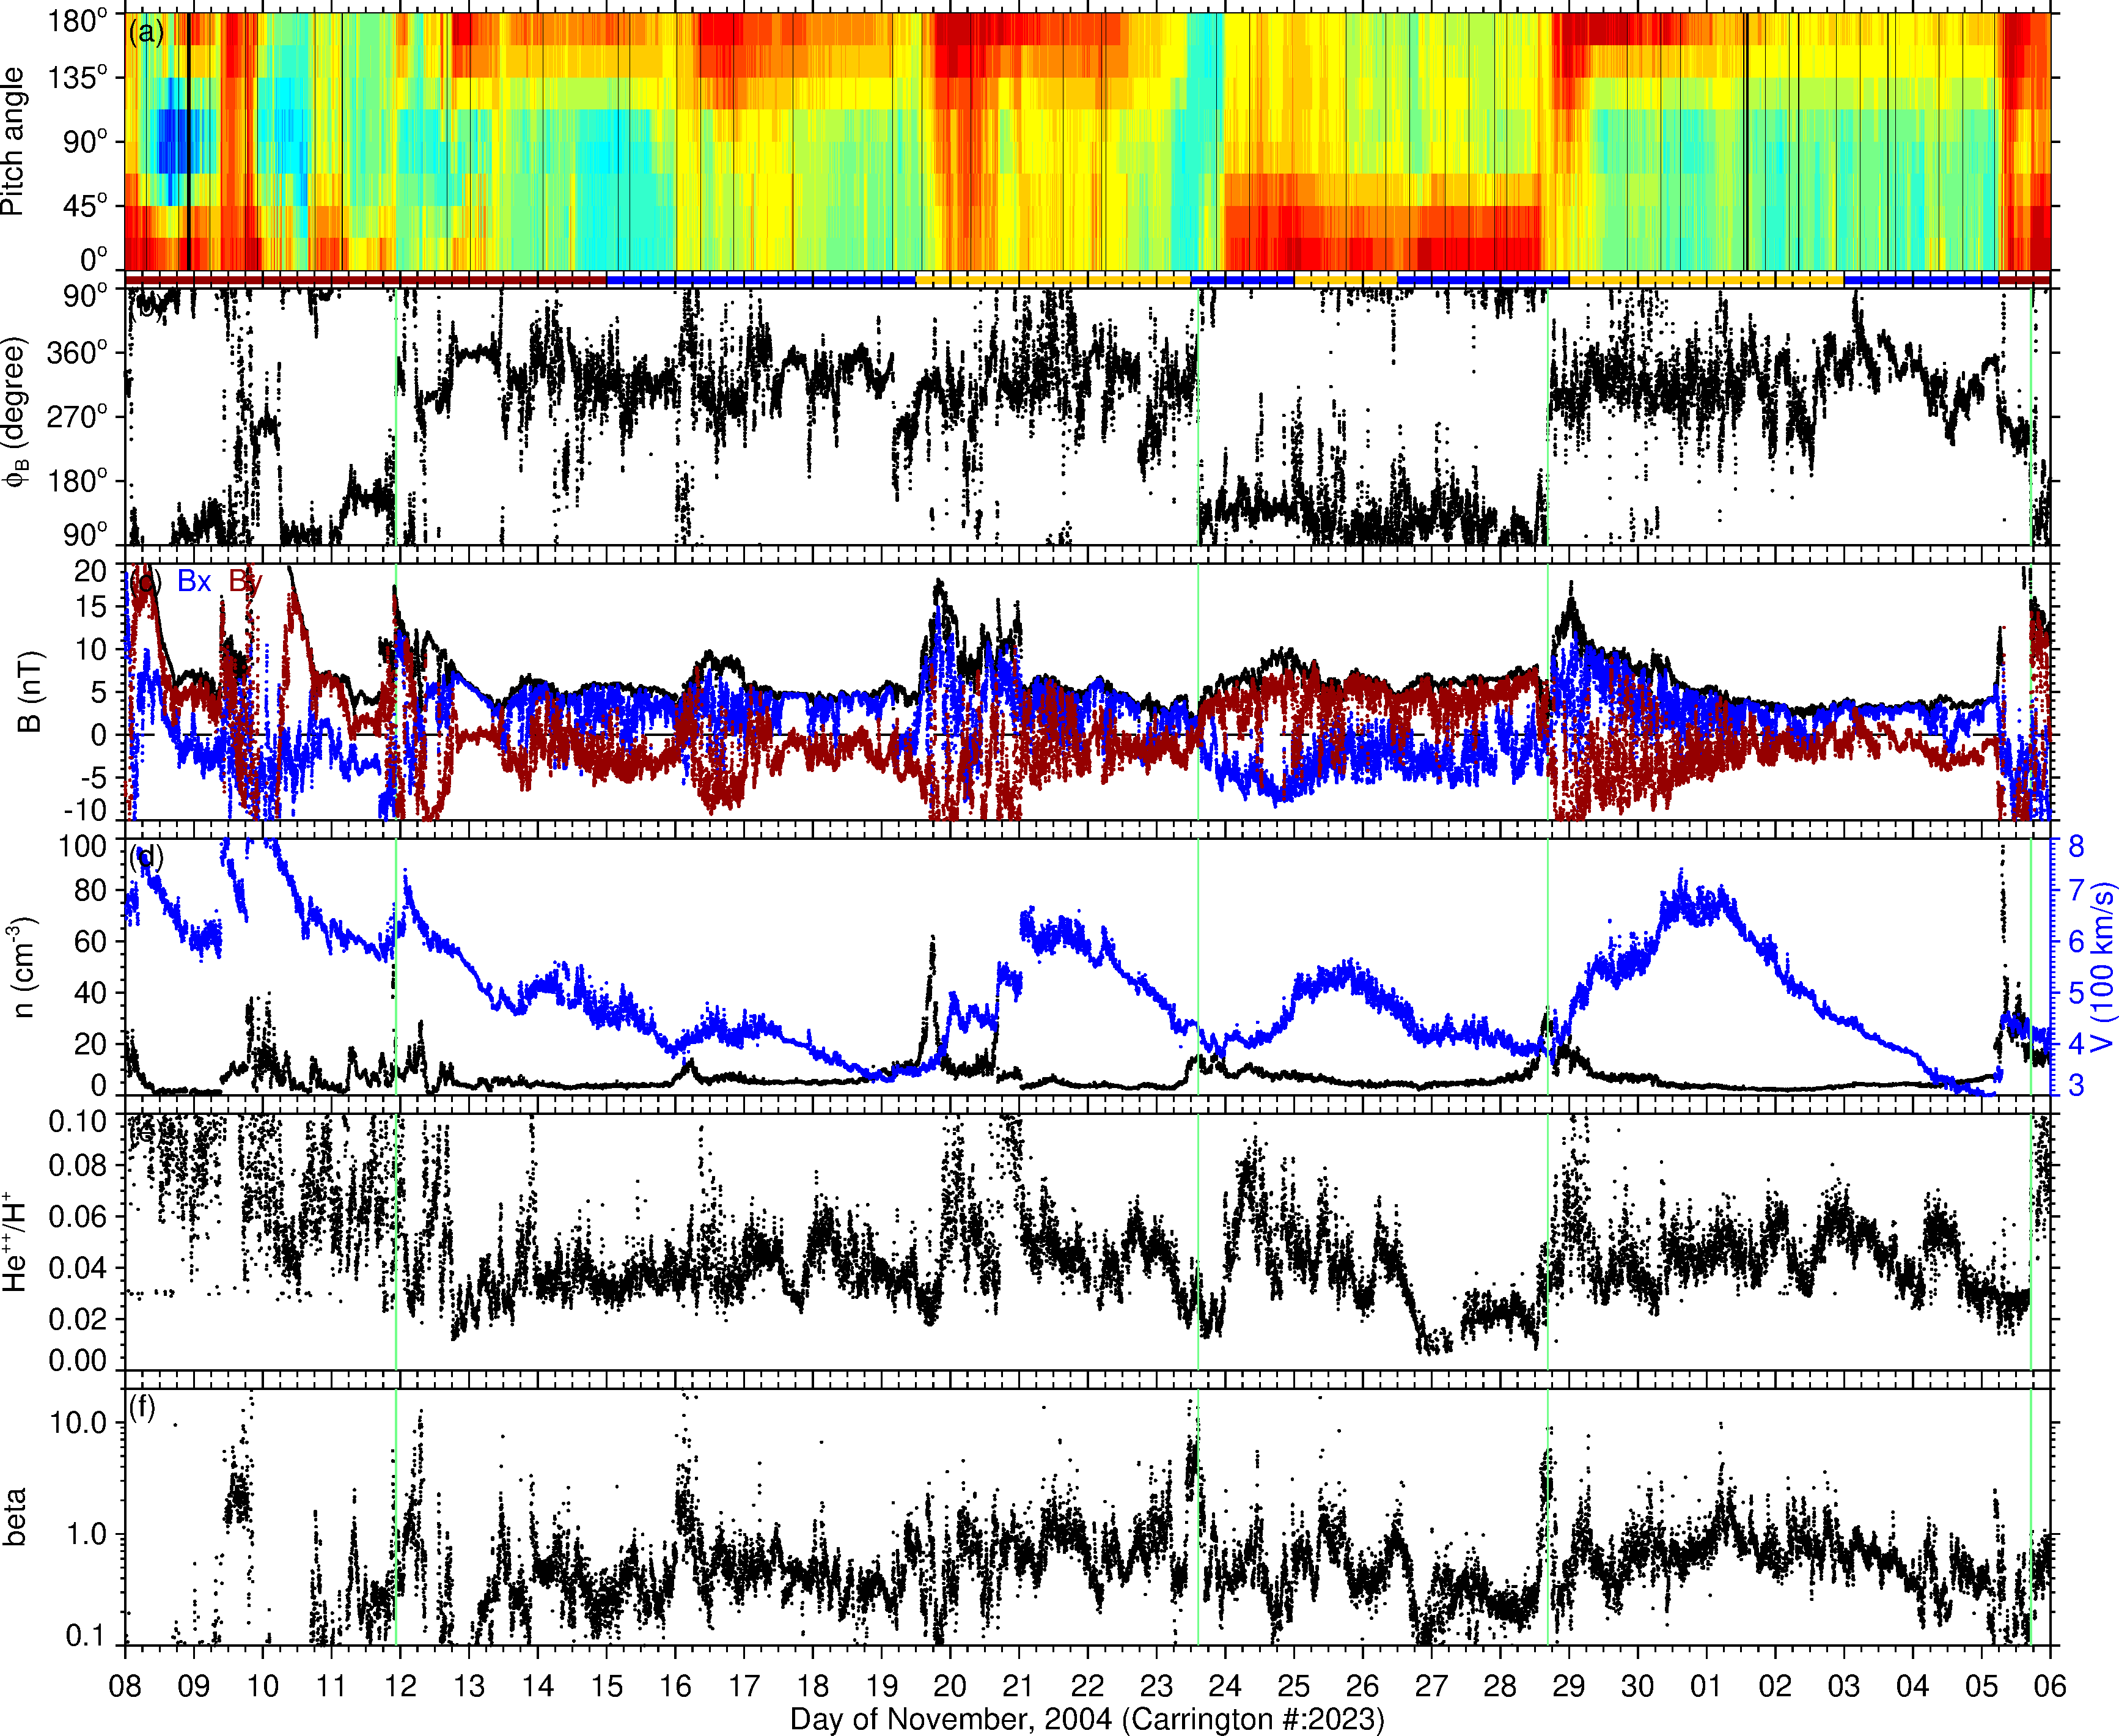 (a)
180°
135°
90°
45°
0°
Pitch angle
(b)
90°
360°
270°
180°
90°
ϕB (degree)
(c) Bx By
20
15
10
5
0
-5
-10
B (nT)
(d)
100
80
60
40
20
0
n (cm-3)
8
7
6
5
4
3
V (100 km/s)
0.10
0.08
0.06
0.04
0.02
0.00
He++/H+
(f)
10.0
1.0
0.1
beta
08 09 10 11 12 13 14 15 16 17 18 19 20 21 22 23 24 25 26 27 28 29 30 01 02 03 04 05 06
Day of November, 2004 (Carrington #:2023)